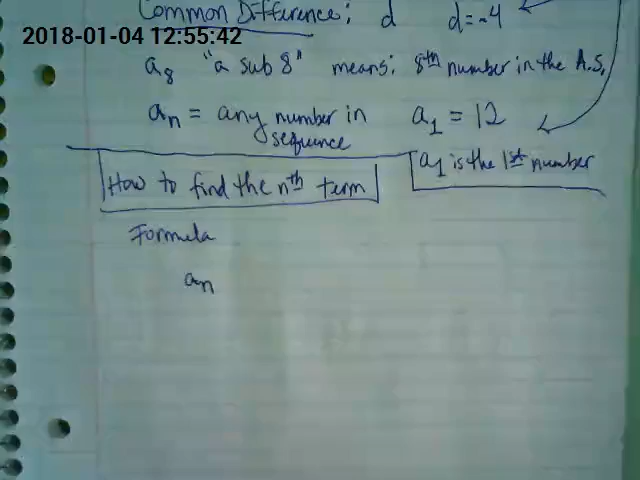 Common Difference: d d = -4
2018-01-04 12:55:42
a8 "a sub 8" means: 8th number in the A.S.
an = any number in a1 = 12
sequence
a1 is the 1st number
How to find the nth term
Formula
an